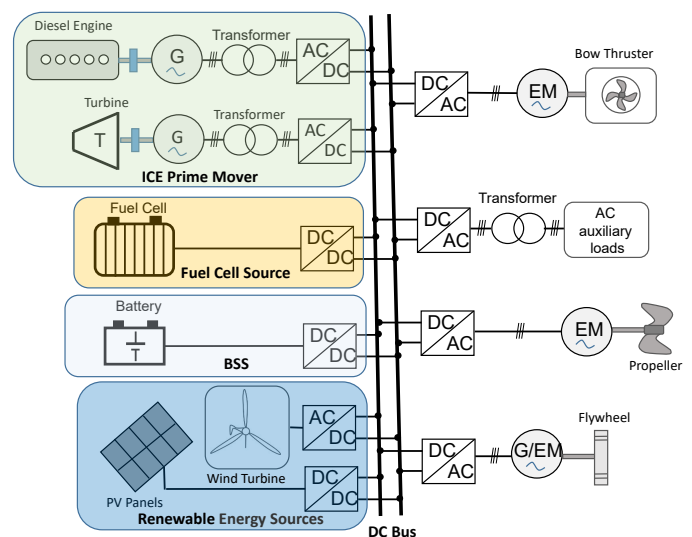 Diesel Engine
G
Transformer
AC
DC
Turbine
T
G
Transformer
AC
DC
ICE Prime Mover
Fuel Cell
DC
DC
Fuel Cell Source
Battery
DC
DC
BSS
AC
DC
Wind Turbine
DC
DC
PV Panels
Renewable Energy Sources
DC Bus
DC
AC
EM
Bow Thruster
DC
AC
Transformer
AC
auxiliary
loads
DC
AC
EM
Propeller
DC
AC
G/EM
Flywheel